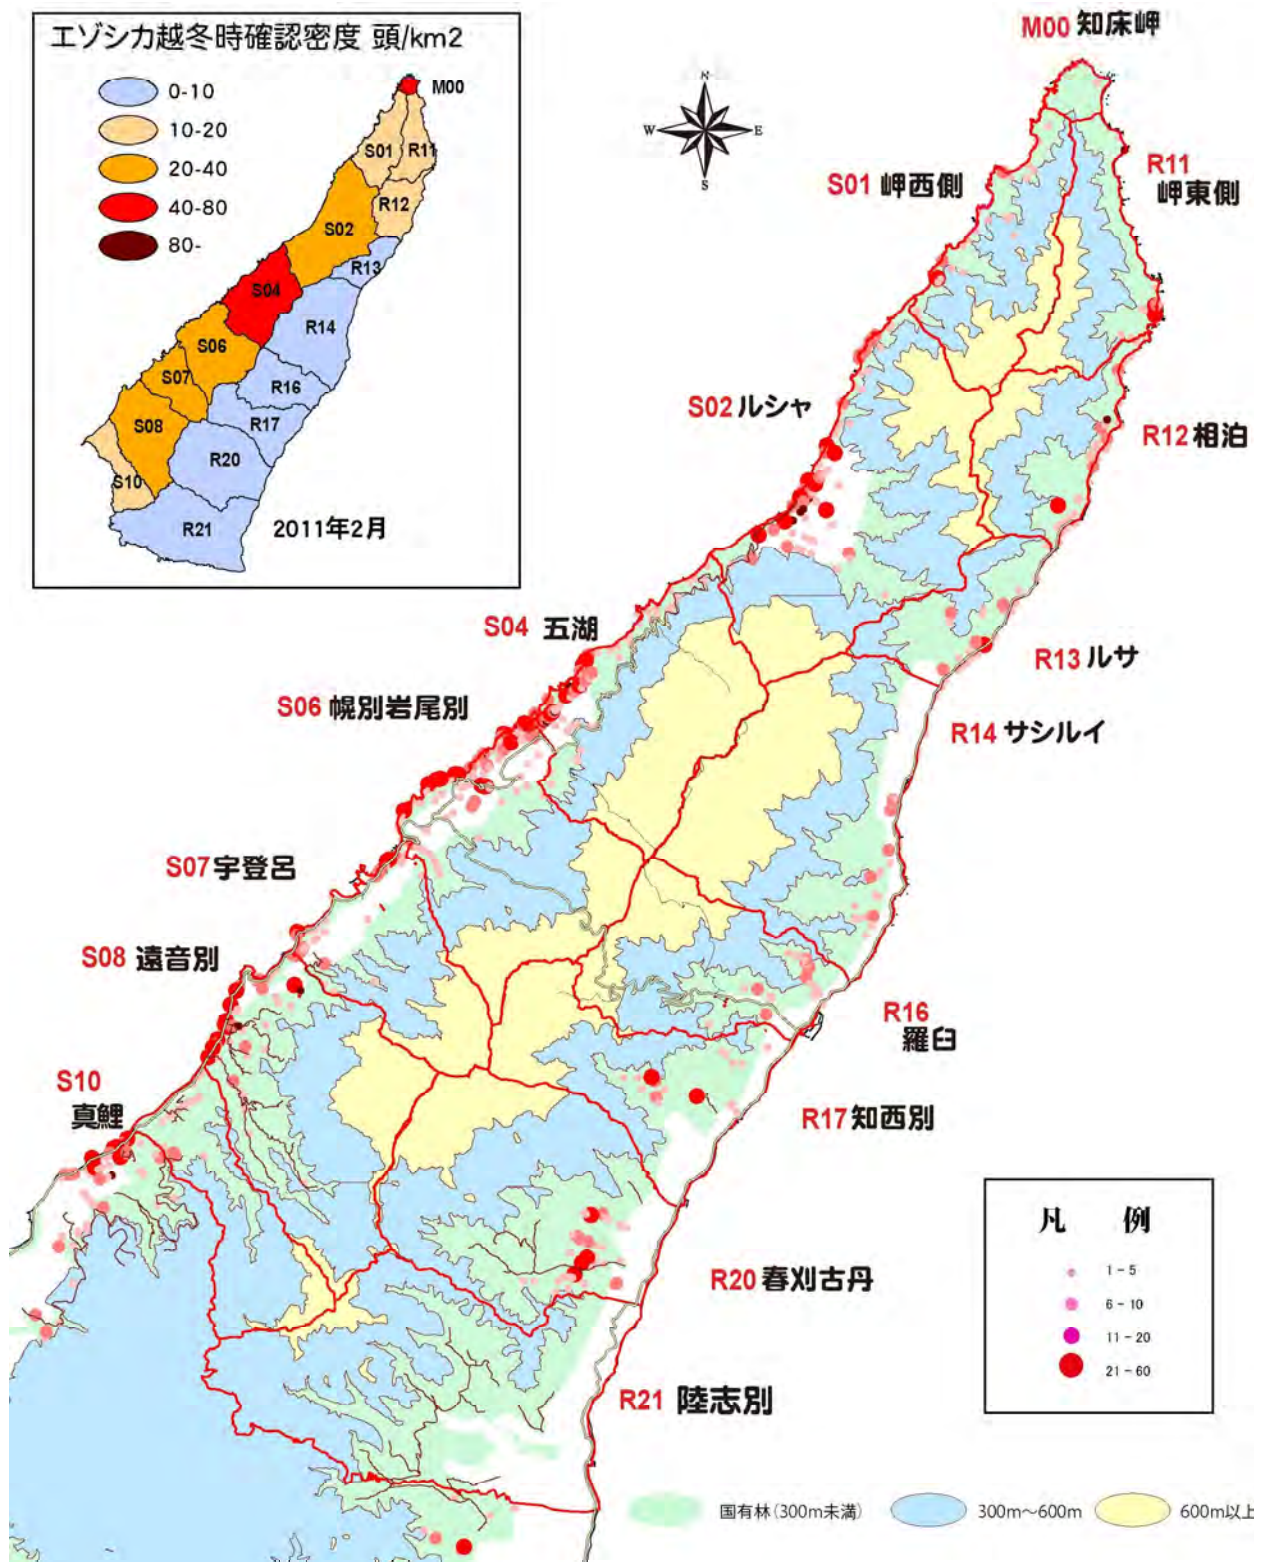 エゾシカ越冬時確認密度 頭/km2
0-10
10-20
20-40
40-80
80-
M00
S01
R11
R12
S02
R13
S04
R14
S06
R16
S07
R17
S08
R20
S10
R21
2011年2月
N
W
E
S
M00 知床岬
S01 岬西側
R11
岬東側
S02 ルシャ
R12 相泊
S04 五湖
R13 ルサ
S06 幌別岩尾別
R14 サシルイ
S07 宇登呂
S08 遠音別
R16
羅臼
S10
真鯉
R17 知西別
R20 春刈古丹
R21 陸志別
凡 例
1-5
6-10
11-20
21-60
国有林(300m未満)
300m~600m
600m以上